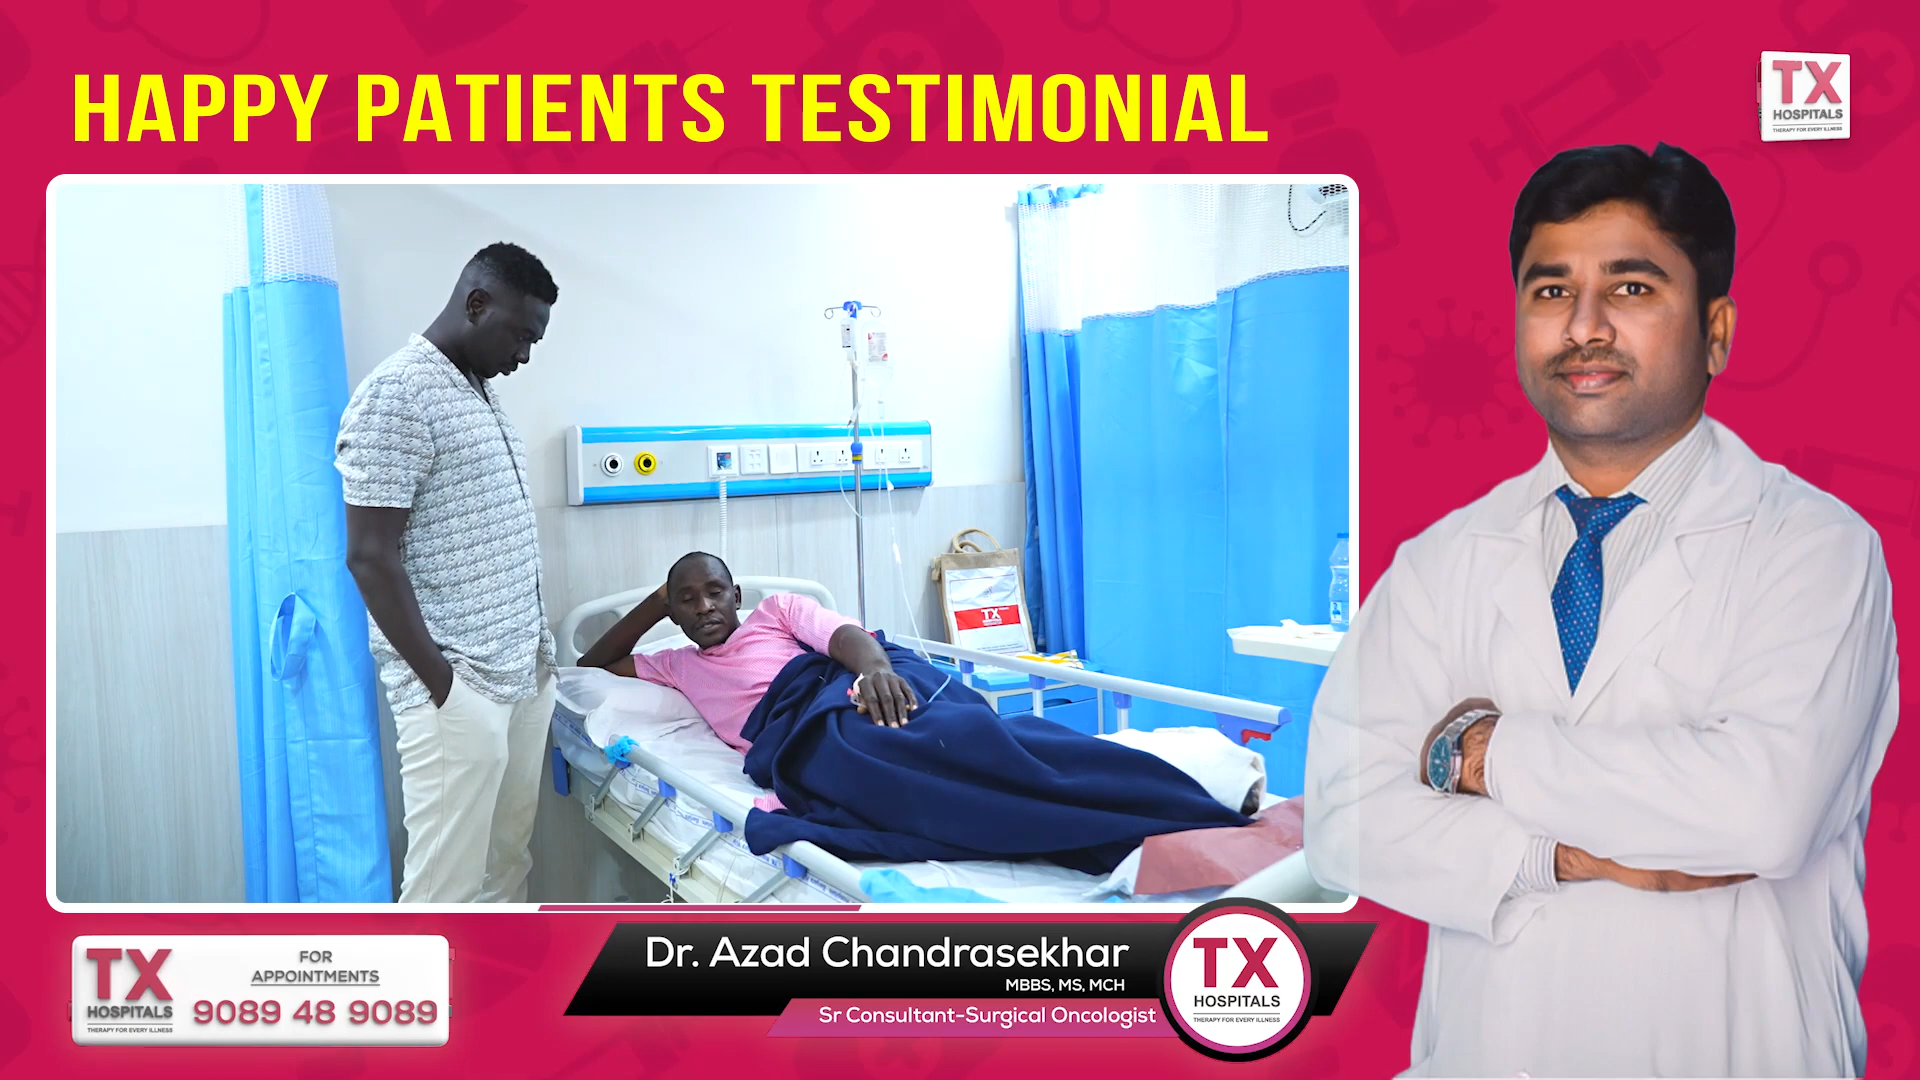 HAPPY PATIENTS TESTIMONIAL
TX
HOSPITALS
THERAPY FOR EVERY ILLNESS
TX
TX
HOSPITALS
THERAPY FOR EVERY ILLNESS
FOR
APPOINTMENTS
9089 48 9089
Dr. Azad Chandrasekhar
MBBS, MS, MCH
Sr Consultant-Surgical Oncologist
TX
HOSPITALS
THERAPY FOR EVERY ILLNESS